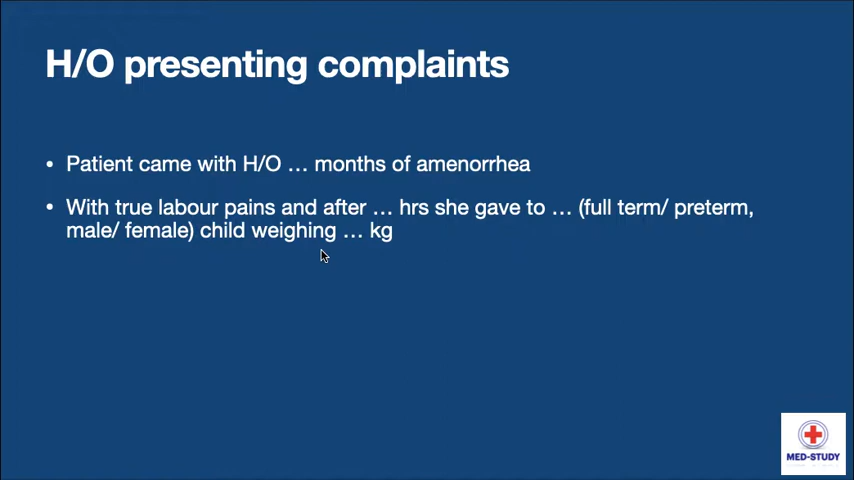 H/O presenting complaints
• Patient came with H/O … months of amenorrhea
• With true labour pains and after … hrs she gave to … (full term/ preterm,
male/ female) child weighing … kg
MED-STUDY